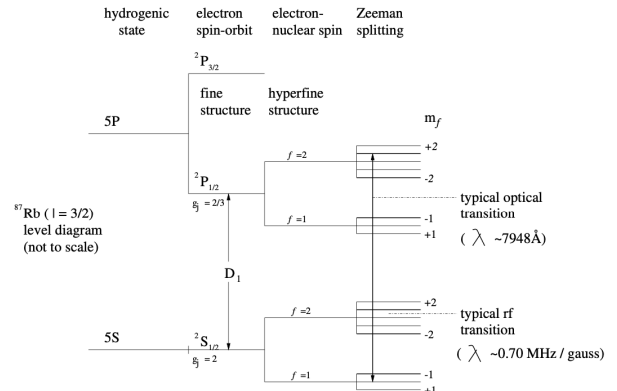 hydrogenic
state
electron
spin-orbit
electron-
nuclear spin
Zeeman
splitting
²P₃/₂
fine
structure
hyperfine
structure
5P
m_f
+2
-2
f =2
²P₁/₂
g_j = 2/3
f =1
-1
+1
typical optical
transition
( λ ~7948Å)
⁸⁷Rb ( I = 3/2)
level diagram
(not to scale)
D₁
f =2
+2
-2
typical rf
transition
( λ ~0.70 MHz / gauss)
5S
²S₁/₂
g_j = 2
f =1
-1
+1